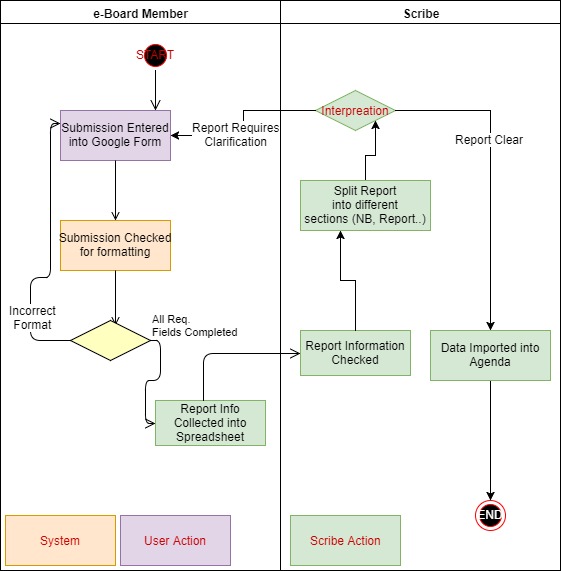 e-Board Member
Scribe
START
Submission Entered
into Google Form
Report Requires
Clarification
Interpreation
Report Clear
Split Report
into different
sections (NB, Report..)
Submission Checked
for formatting
Incorrect
Format
All Req.
Fields Completed
Report Information
Checked
Data Imported into
Agenda
Report Info
Collected into
Spreadsheet
END
System
User Action
Scribe Action